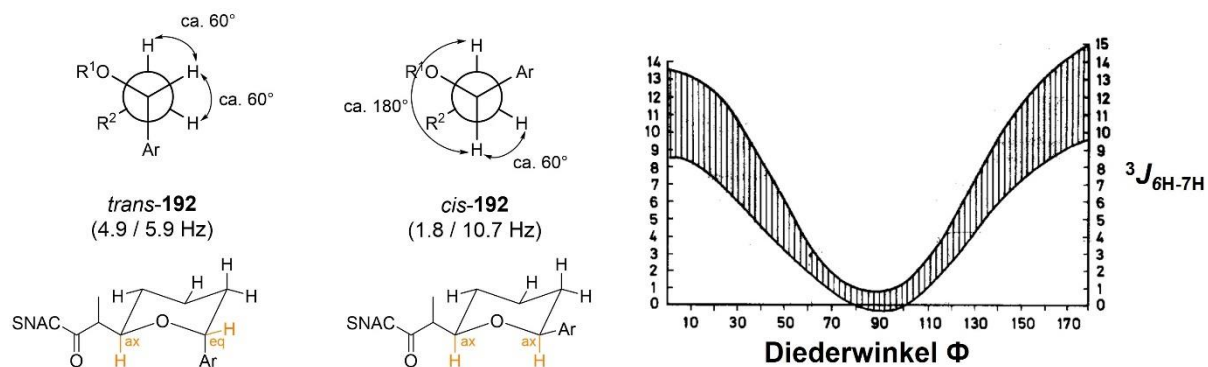 ca. 60°
H
R¹O
H
ca. 60°
R²
H
Ar
trans-192
(4.9 / 5.9 Hz)
H
H
H
H
SNAC
O
H
O
ax
eq
H
Ar
ca. 180°
H
R¹O
Ar
R²
H
H
ca. 60°
cis-192
(1.8 / 10.7 Hz)
H
H
H
H
SNAC
O
Ar
O
ax
ax
H
H
14
13
12
11
10
9
8
7
6
5
4
3
2
1
0
15
14
13
12
11
10
9
8
7
6
5
4
3
2
1
0
10 30 50 70 90 110 130 150 170
Diederwinkel Φ
³J6H-7H